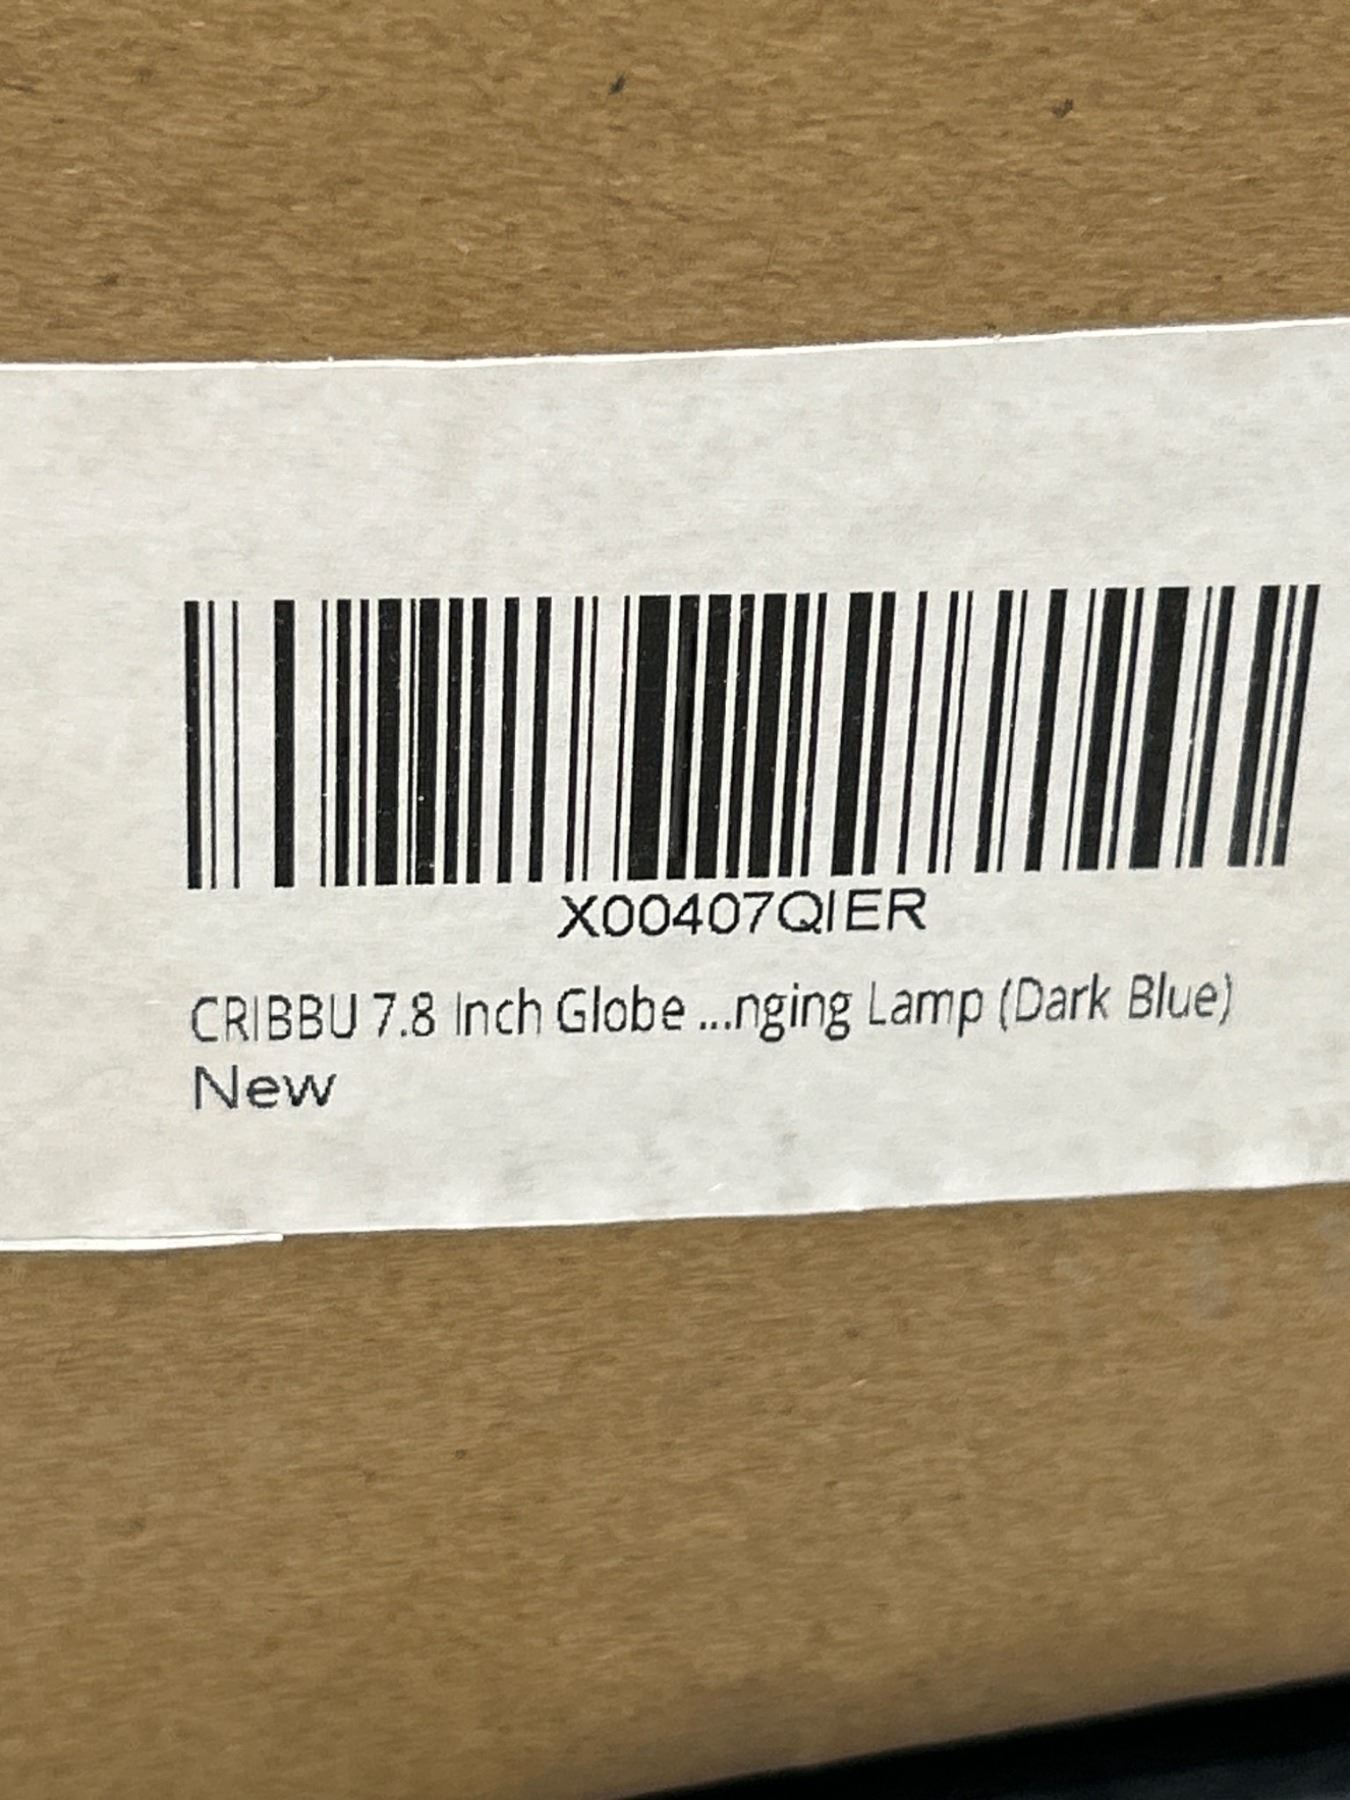 X00407QIER
CRIBBU 7.8 Inch Globe ...nging Lamp (Dark Blue)
New